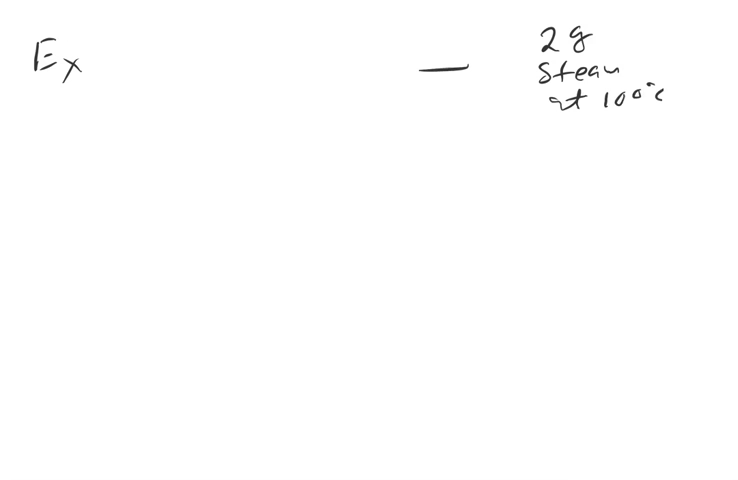 Ex
— 2 g
steam
at 100°c